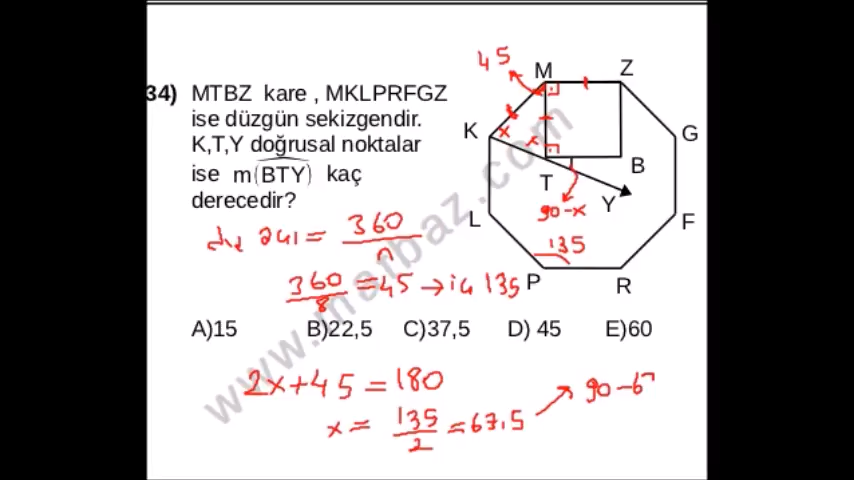 34) MTBZ kare , MKLPRFGZ
ise düzgün sekizgendir.
K,T,Y doğrusal noktalar
ise m(BTY) kaç
derecedir?
45
M
Z
K
x
x
G
T
B
90-x
Y
L
F
135
P
R
dış açı = 360/n
360/8 = 45 → iç 135
A)15 B)22,5 C)37,5 D) 45 E)60
2x+45 = 180
x = 135/2 = 67.5 → 90-6
www.matbaz.com